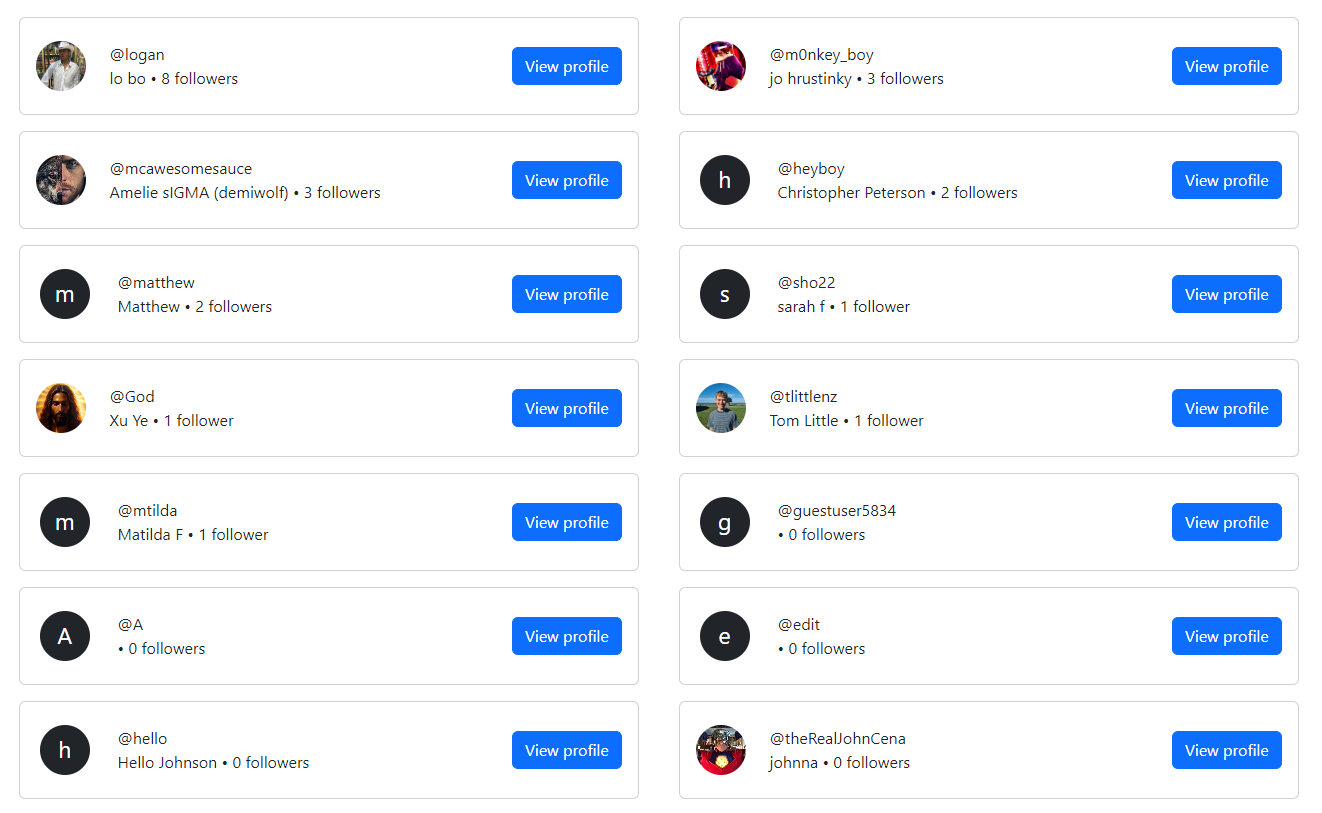 @logan
lo bo • 8 followers
View profile
@m0nkey_boy
jo hrustinky • 3 followers
View profile
@mcawesomesauce
Amelie sIGMA (demiwolf) • 3 followers
View profile
h
@heyboy
Christopher Peterson • 2 followers
View profile
m
@matthew
Matthew • 2 followers
View profile
s
@sho22
sarah f • 1 follower
View profile
@God
Xu Ye • 1 follower
View profile
@tlittlenz
Tom Little • 1 follower
View profile
m
@mtilda
Matilda F • 1 follower
View profile
g
@guestuser5834
• 0 followers
View profile
A
@A
• 0 followers
View profile
e
@edit
• 0 followers
View profile
h
@hello
Hello Johnson • 0 followers
View profile
@theRealJohnCena
johnna • 0 followers
View profile